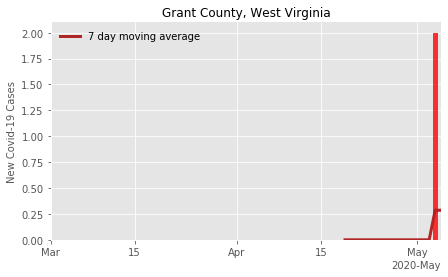 Grant County, West Virginia
7 day moving average
New Covid-19 Cases
2.00
1.75
1.50
1.25
1.00
0.75
0.50
0.25
0.00
Mar 15 Apr 15 May
2020-May